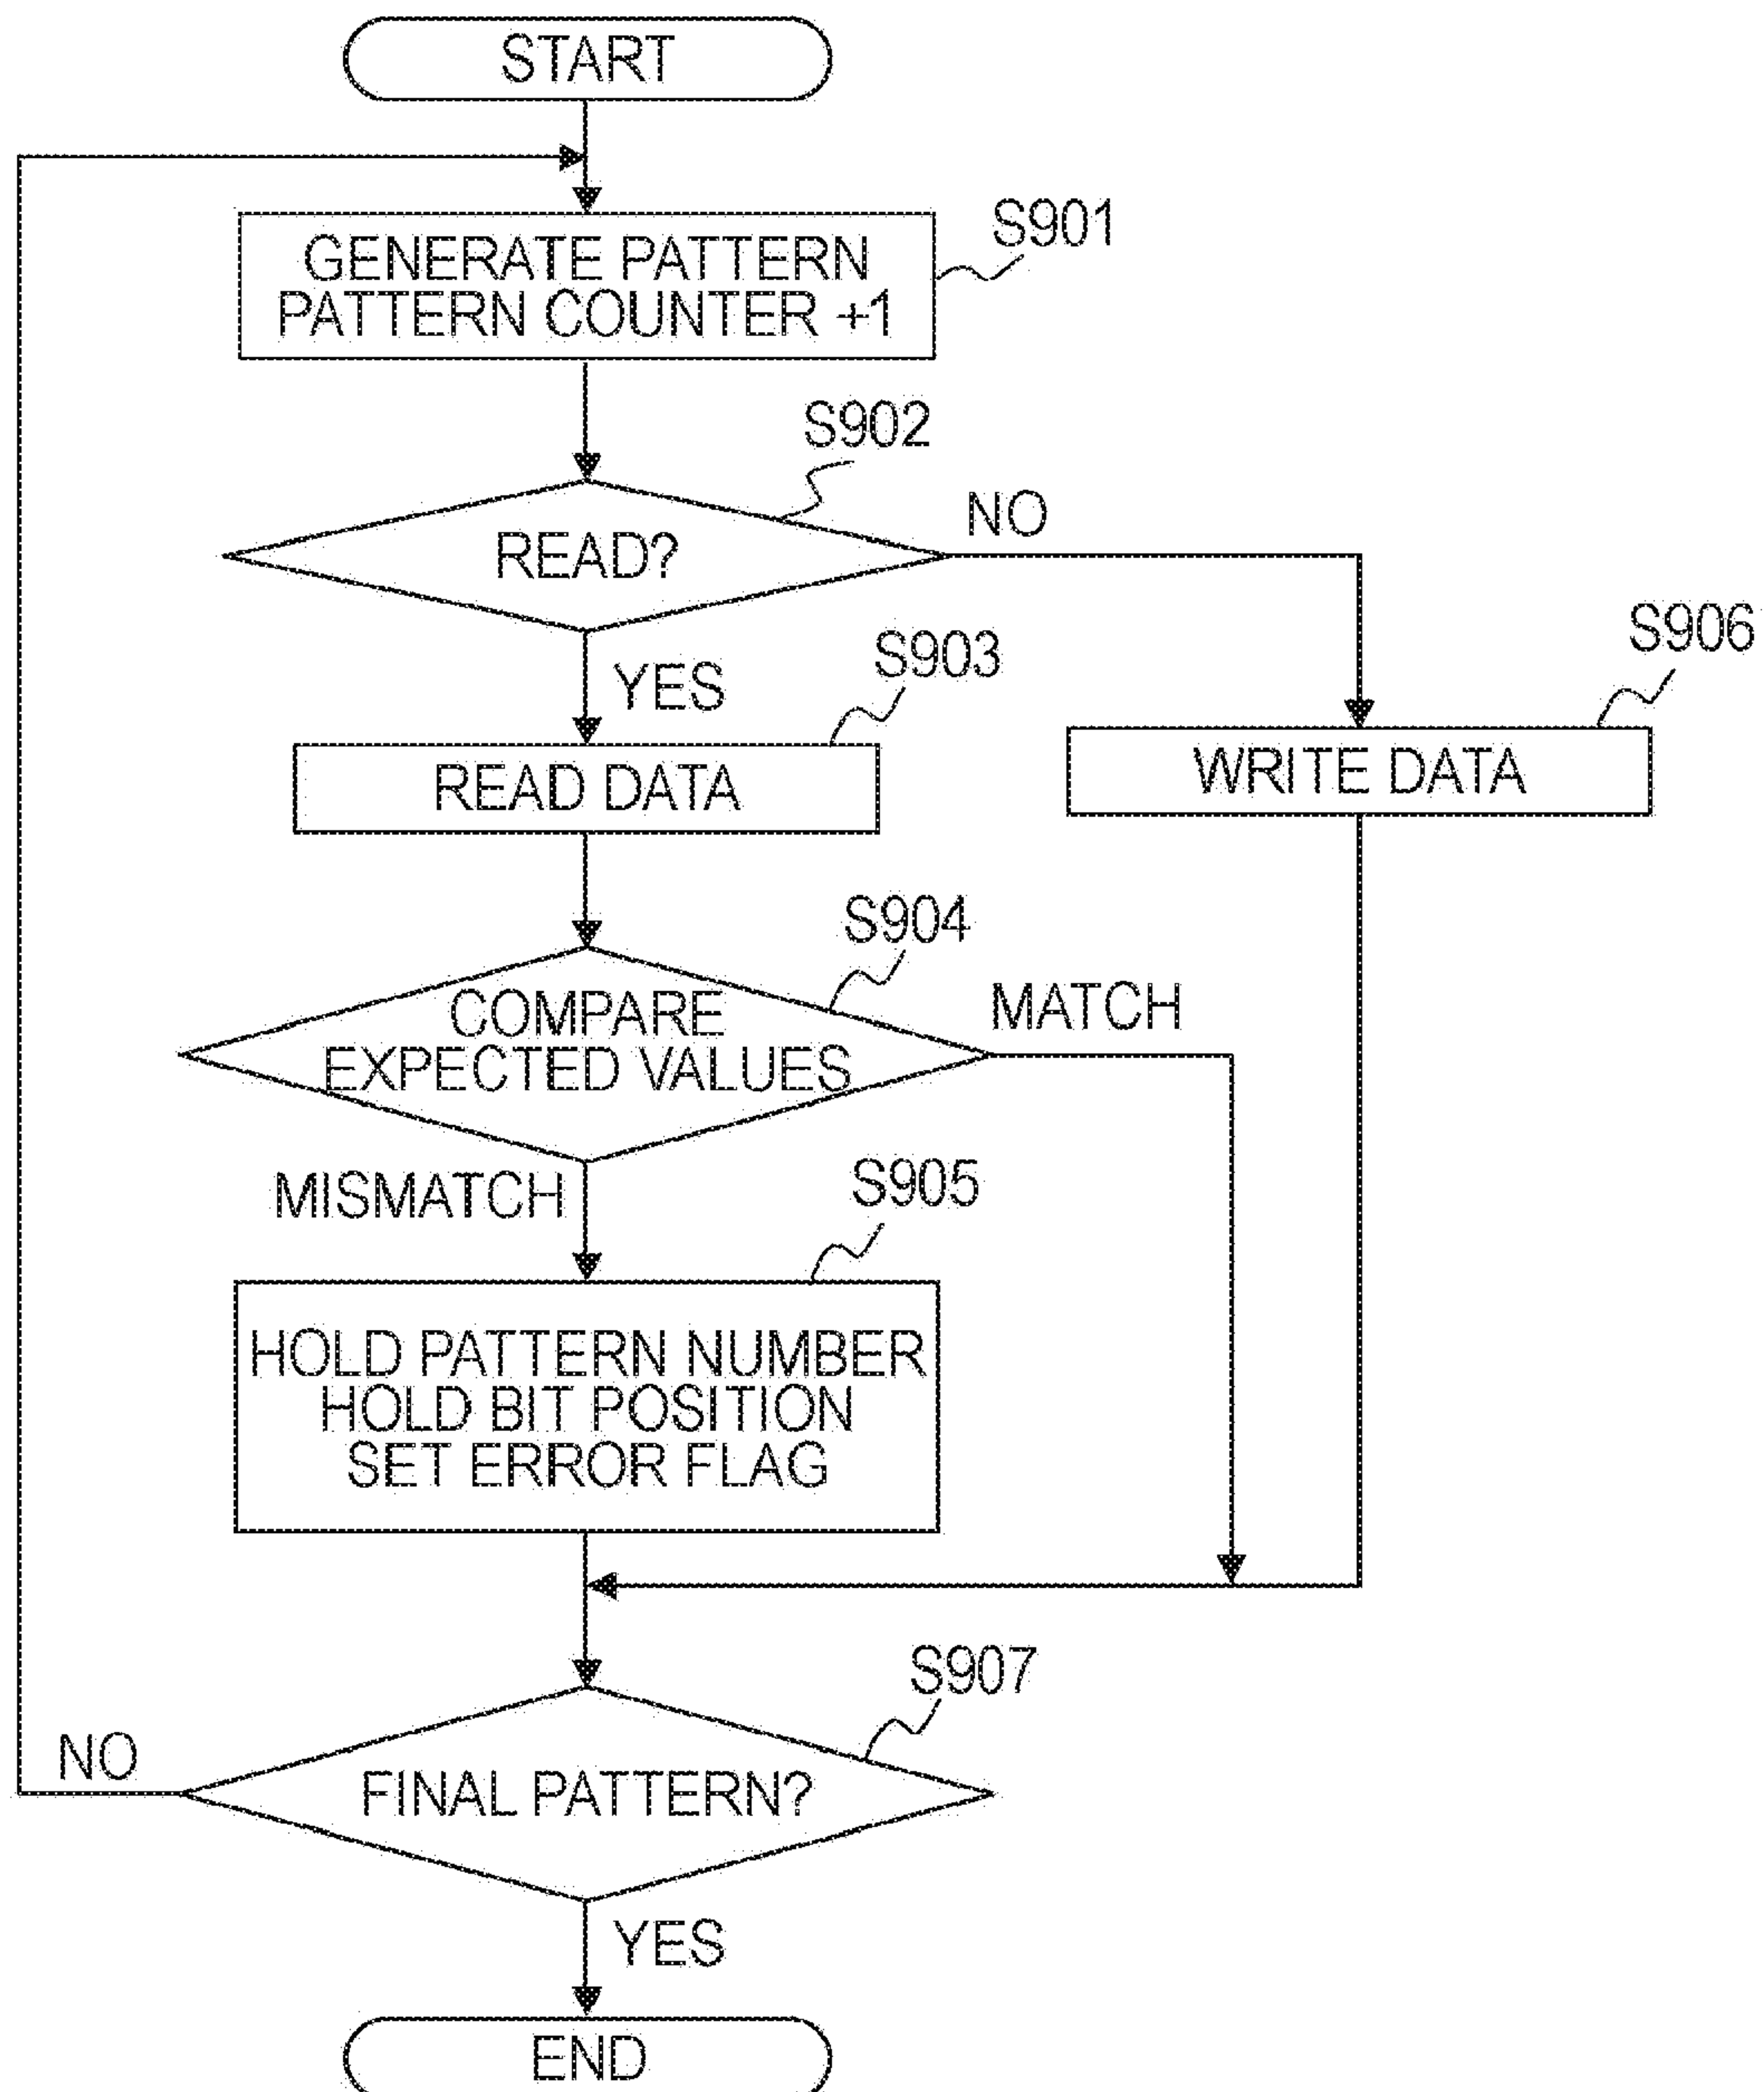 START
GENERATE PATTERN
PATTERN COUNTER +1
S901
S902
READ?
NO
YES
S903
READ DATA
S906
WRITE DATA
S904
COMPARE
EXPECTED VALUES
MATCH
MISMATCH
S905
HOLD PATTERN NUMBER
HOLD BIT POSITION
SET ERROR FLAG
S907
NO
FINAL PATTERN?
YES
END